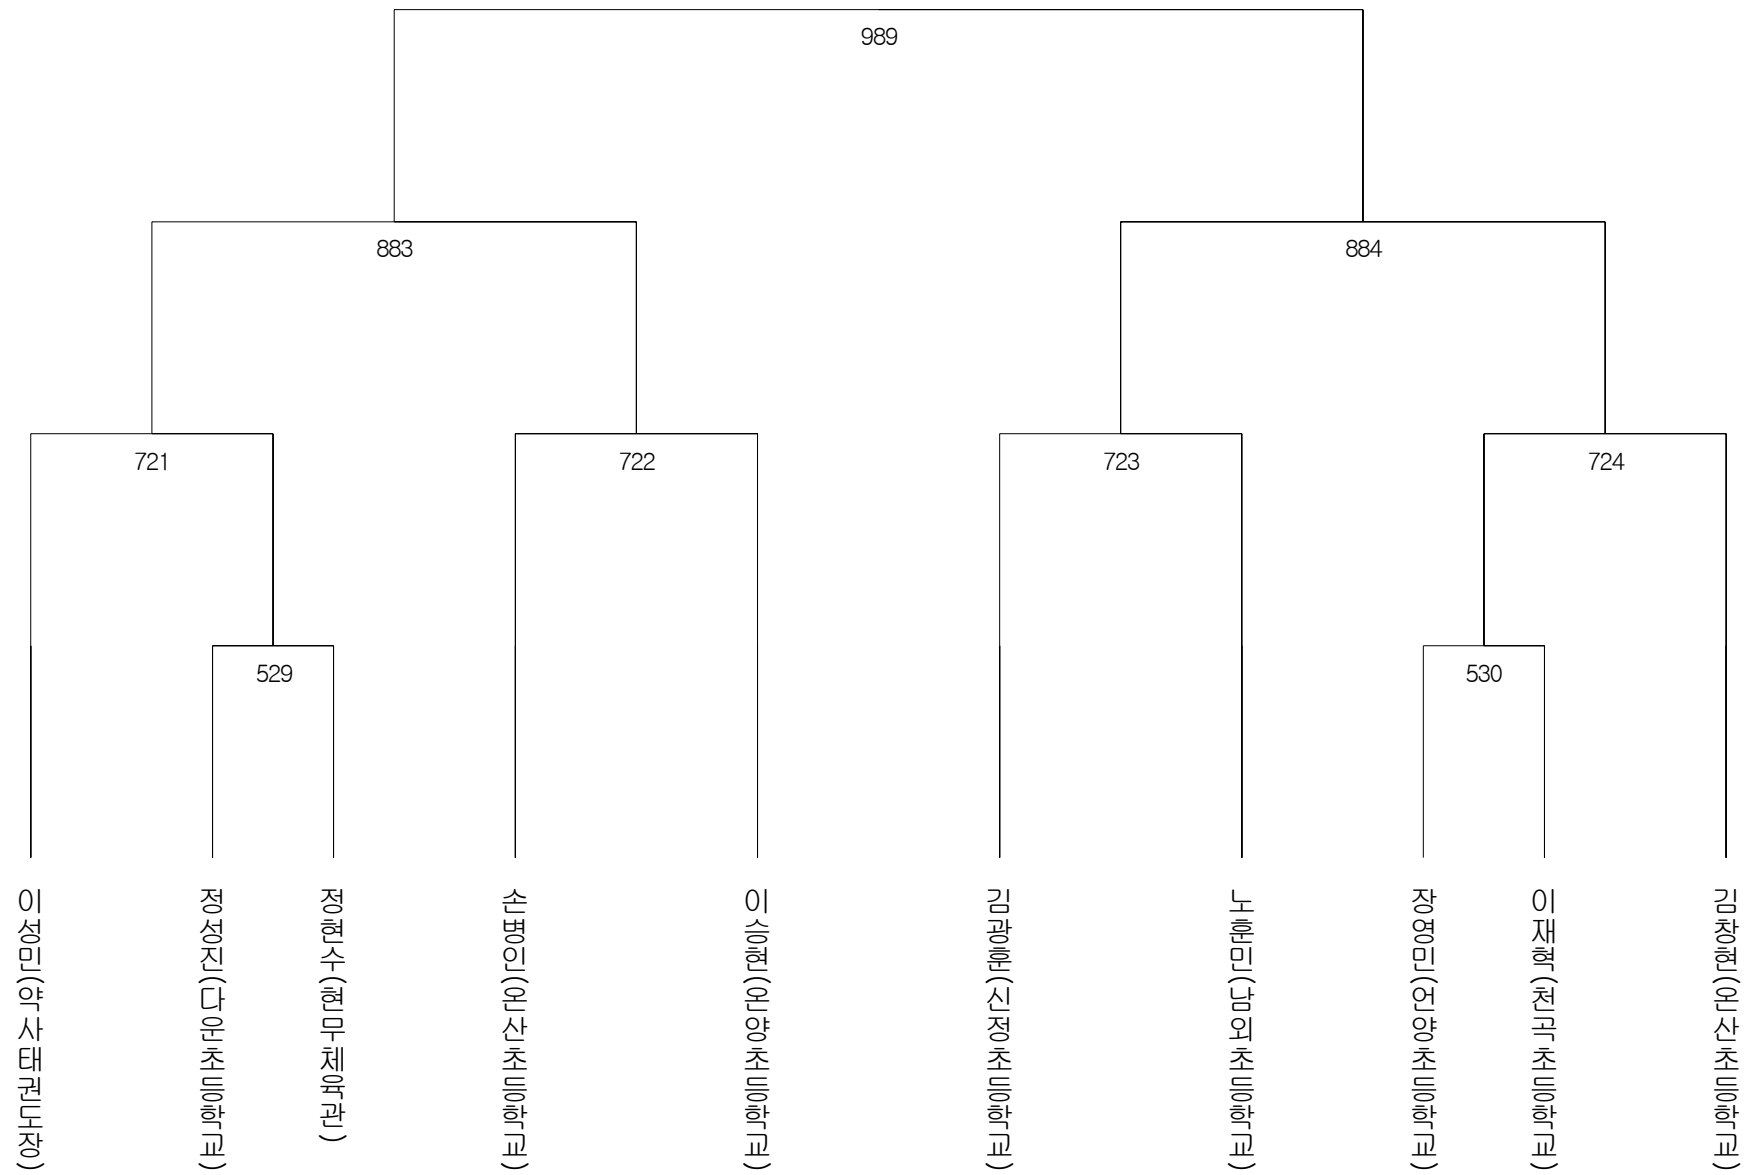 989
883
884
721
722
723
724
529
530
이성민(약사태권도장)
정성진(다운초등학교)
정현수(현무체육관)
손병인(온산초등학교)
이승현(온양초등학교)
김광훈(신정초등학교)
노훈민(남외초등학교)
장영민(언양초등학교)
이재혁(천곡초등학교)
김창현(온산초등학교)